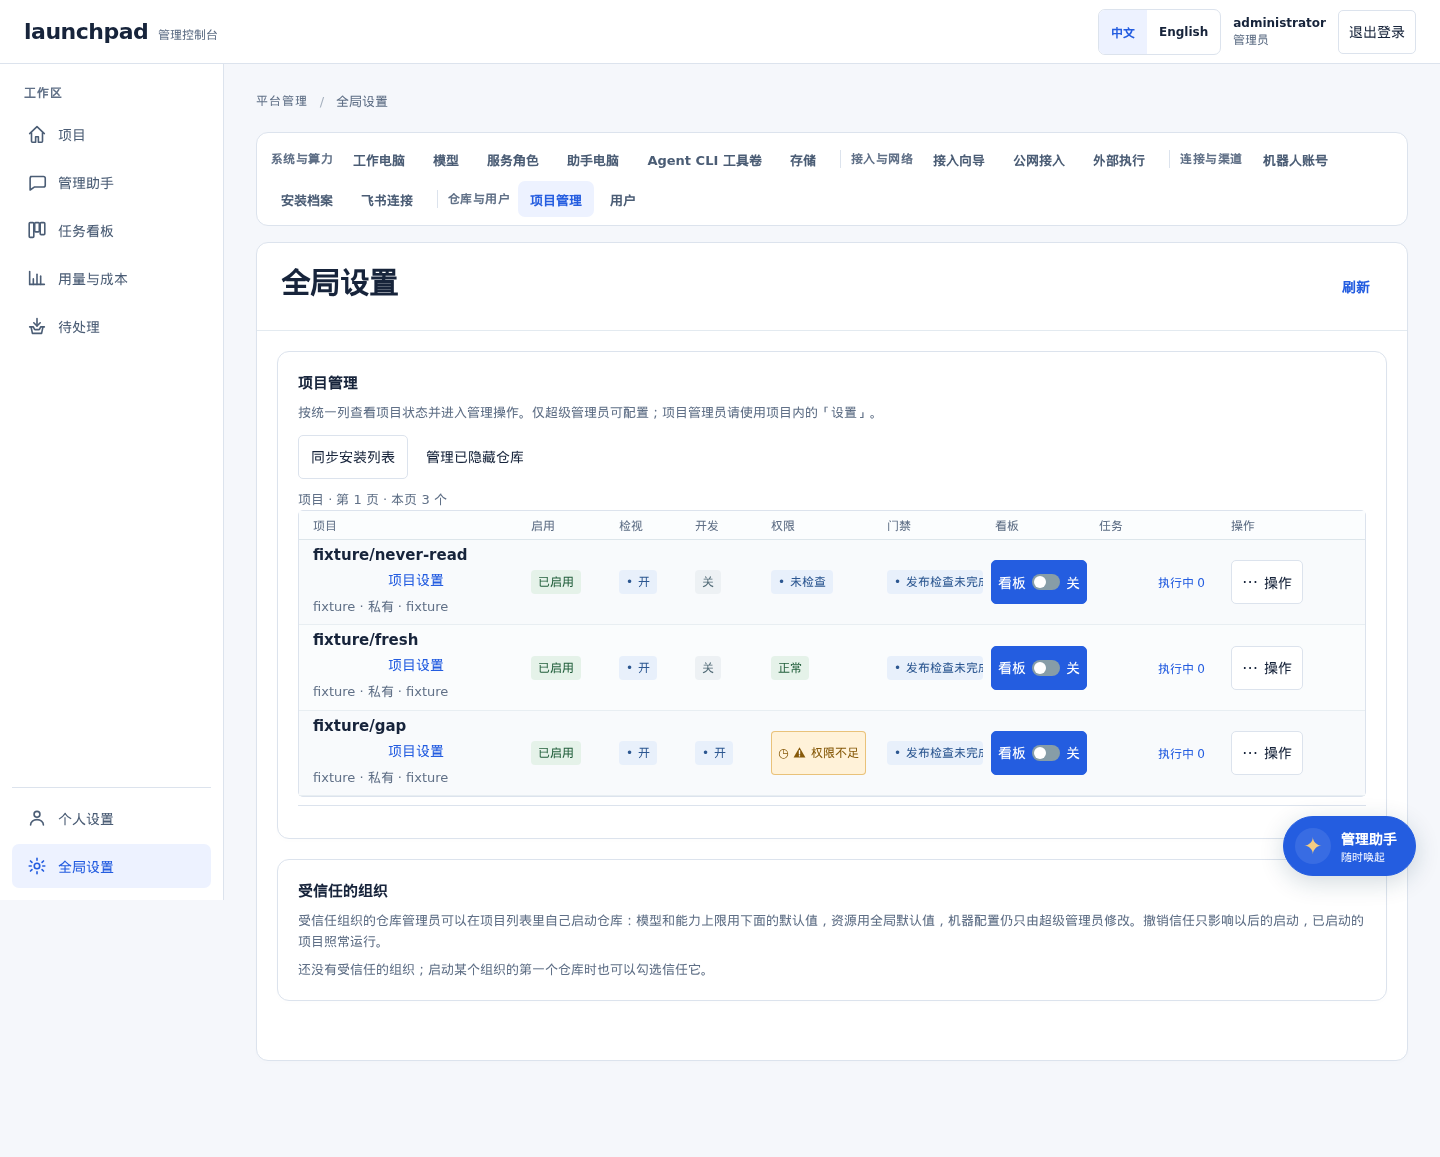 launchpad 管理控制台
中文 English administrator 管理员 退出登录
工作区
项目
管理助手
任务看板
用量与成本
待处理
个人设置
全局设置
平台管理 / 全局设置
系统与算力 工作电脑 模型 服务角色 助手电脑 Agent CLI 工具卷 存储 接入与网络 接入向导 公网接入 外部执行 连接与渠道 机器人账号
安装档案 飞书连接 仓库与用户 项目管理 用户
全局设置
刷新
项目管理
按统一列查看项目状态并进入管理操作。仅超级管理员可配置；项目管理员请使用项目内的「设置」。
同步安装列表 管理已隐藏仓库
项目 · 第 1 页 · 本页 3 个
项目 启用 检视 开发 权限 门禁 看板 任务 操作
fixture/never-read
项目设置
fixture · 私有 · fixture
已启用 • 开 关 • 未检查 • 发布检查未完成 看板 关 执行中 0 ··· 操作
fixture/fresh
项目设置
fixture · 私有 · fixture
已启用 • 开 关 正常 • 发布检查未完成 看板 关 执行中 0 ··· 操作
fixture/gap
项目设置
fixture · 私有 · fixture
已启用 • 开 • 开 权限不足 • 发布检查未完成 看板 关 执行中 0 ··· 操作
管理助手
随时唤起
受信任的组织
受信任组织的仓库管理员可以在项目列表里自己启动仓库：模型和能力上限用下面的默认值，资源用全局默认值，机器配置仍只由超级管理员修改。撤销信任只影响以后的启动，已启动的
项目照常运行。
还没有受信任的组织；启动某个组织的第一个仓库时也可以勾选信任它。